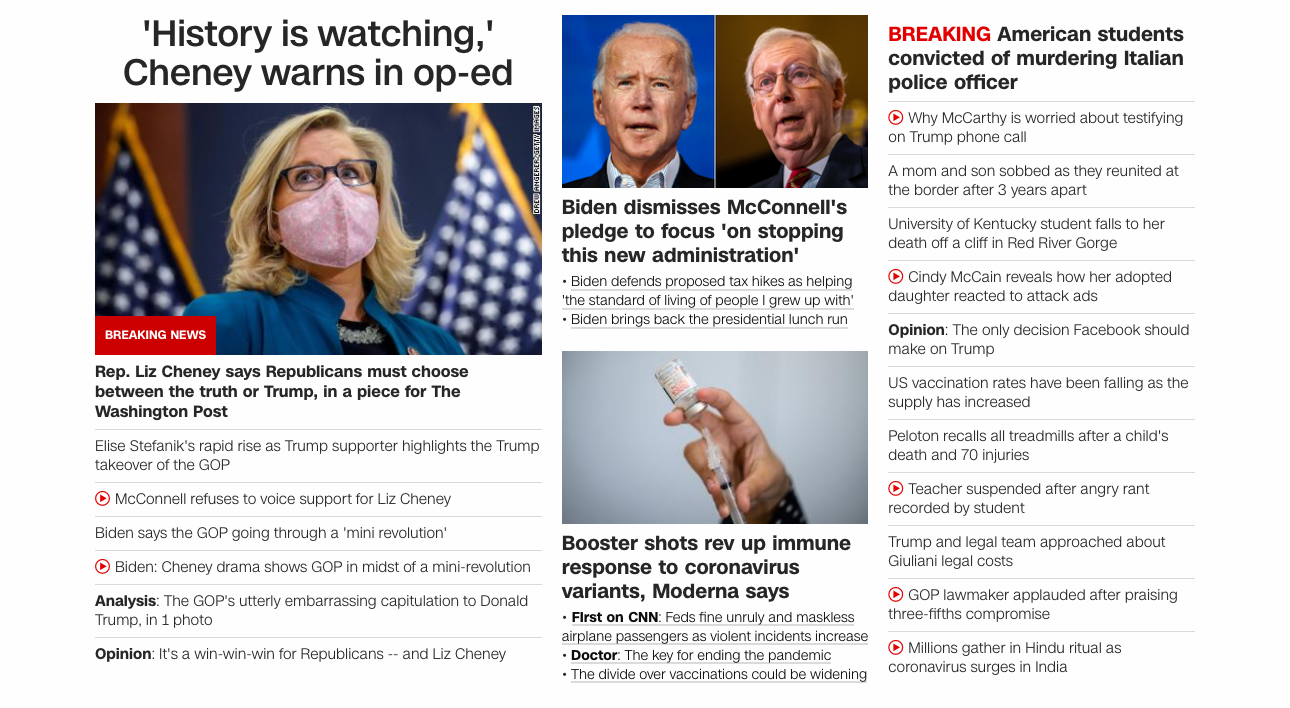 'History is watching,'
Cheney warns in op-ed
DREW ANGERER/GETTY IMAGES
BREAKING NEWS
Rep. Liz Cheney says Republicans must choose
between the truth or Trump, in a piece for The
Washington Post
Elise Stefanik's rapid rise as Trump supporter highlights the Trump
takeover of the GOP
McConnell refuses to voice support for Liz Cheney
Biden says the GOP going through a 'mini revolution'
Biden: Cheney drama shows GOP in midst of a mini-revolution
Analysis: The GOP's utterly embarrassing capitulation to Donald
Trump, in 1 photo
Opinion: It's a win-win-win for Republicans -- and Liz Cheney
Biden dismisses McConnell's
pledge to focus 'on stopping
this new administration'
• Biden defends proposed tax hikes as helping
'the standard of living of people I grew up with'
• Biden brings back the presidential lunch run
Booster shots rev up immune
response to coronavirus
variants, Moderna says
• FIrst on CNN: Feds fine unruly and maskless
airplane passengers as violent incidents increase
• Doctor: The key for ending the pandemic
• The divide over vaccinations could be widening
BREAKING American students
convicted of murdering Italian
police officer
Why McCarthy is worried about testifying
on Trump phone call
A mom and son sobbed as they reunited at
the border after 3 years apart
University of Kentucky student falls to her
death off a cliff in Red River Gorge
Cindy McCain reveals how her adopted
daughter reacted to attack ads
Opinion: The only decision Facebook should
make on Trump
US vaccination rates have been falling as the
supply has increased
Peloton recalls all treadmills after a child's
death and 70 injuries
Teacher suspended after angry rant
recorded by student
Trump and legal team approached about
Giuliani legal costs
GOP lawmaker applauded after praising
three-fifths compromise
Millions gather in Hindu ritual as
coronavirus surges in India